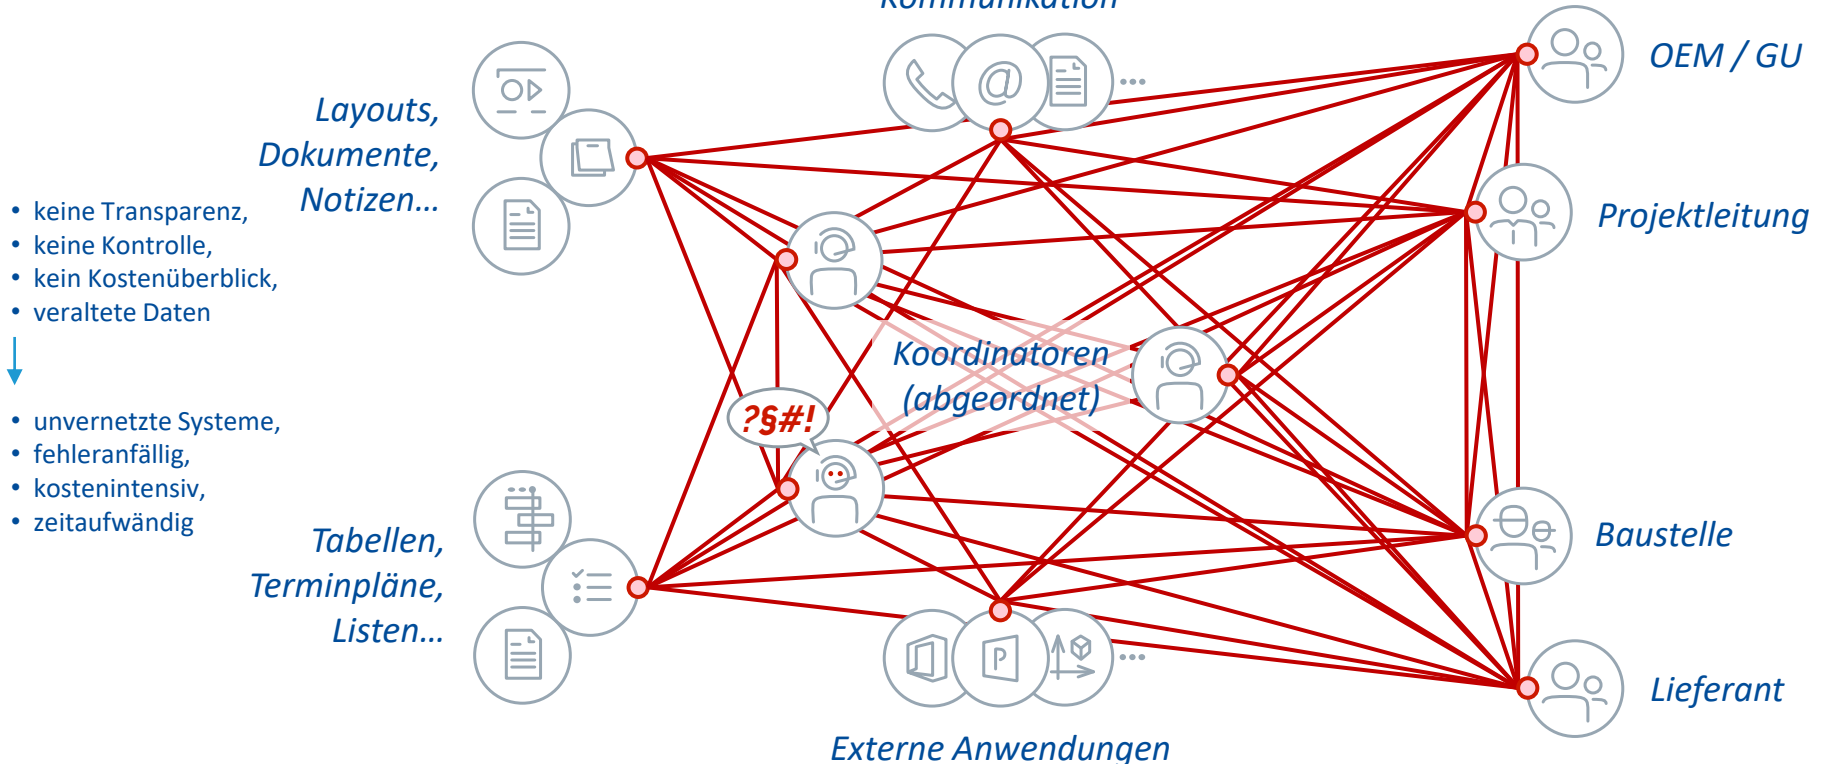 Kommunikation
@
...
OEM / GU
Layouts,
Dokumente,
Notizen...
Projektleitung
• keine Transparenz,
• keine Kontrolle,
• kein Kostenüberblick,
• veraltete Daten
Koordinatoren
(abgeordnet)
?§#!
• unvernetzte Systeme,
• fehleranfällig,
• kostenintensiv,
• zeitaufwändig
Tabellen,
Terminpläne,
Listen...
Baustelle
P
...
Lieferant
Externe Anwendungen